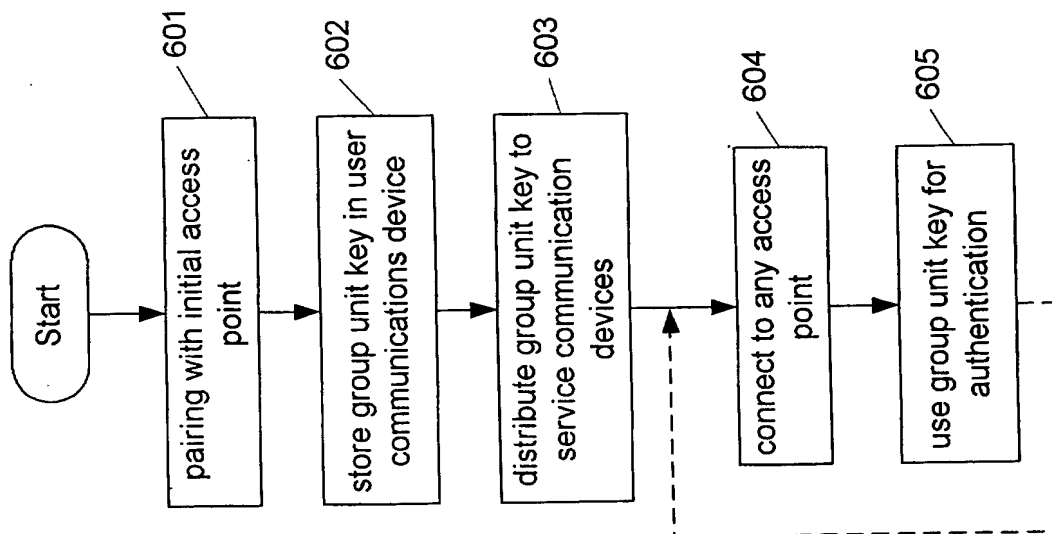 Start
pairing with initial access
point
601
store group unit key in user
communications device
602
distribute group unit key to
service communication
devices
603
connect to any access
point
604
use group unit key for
authentication
605